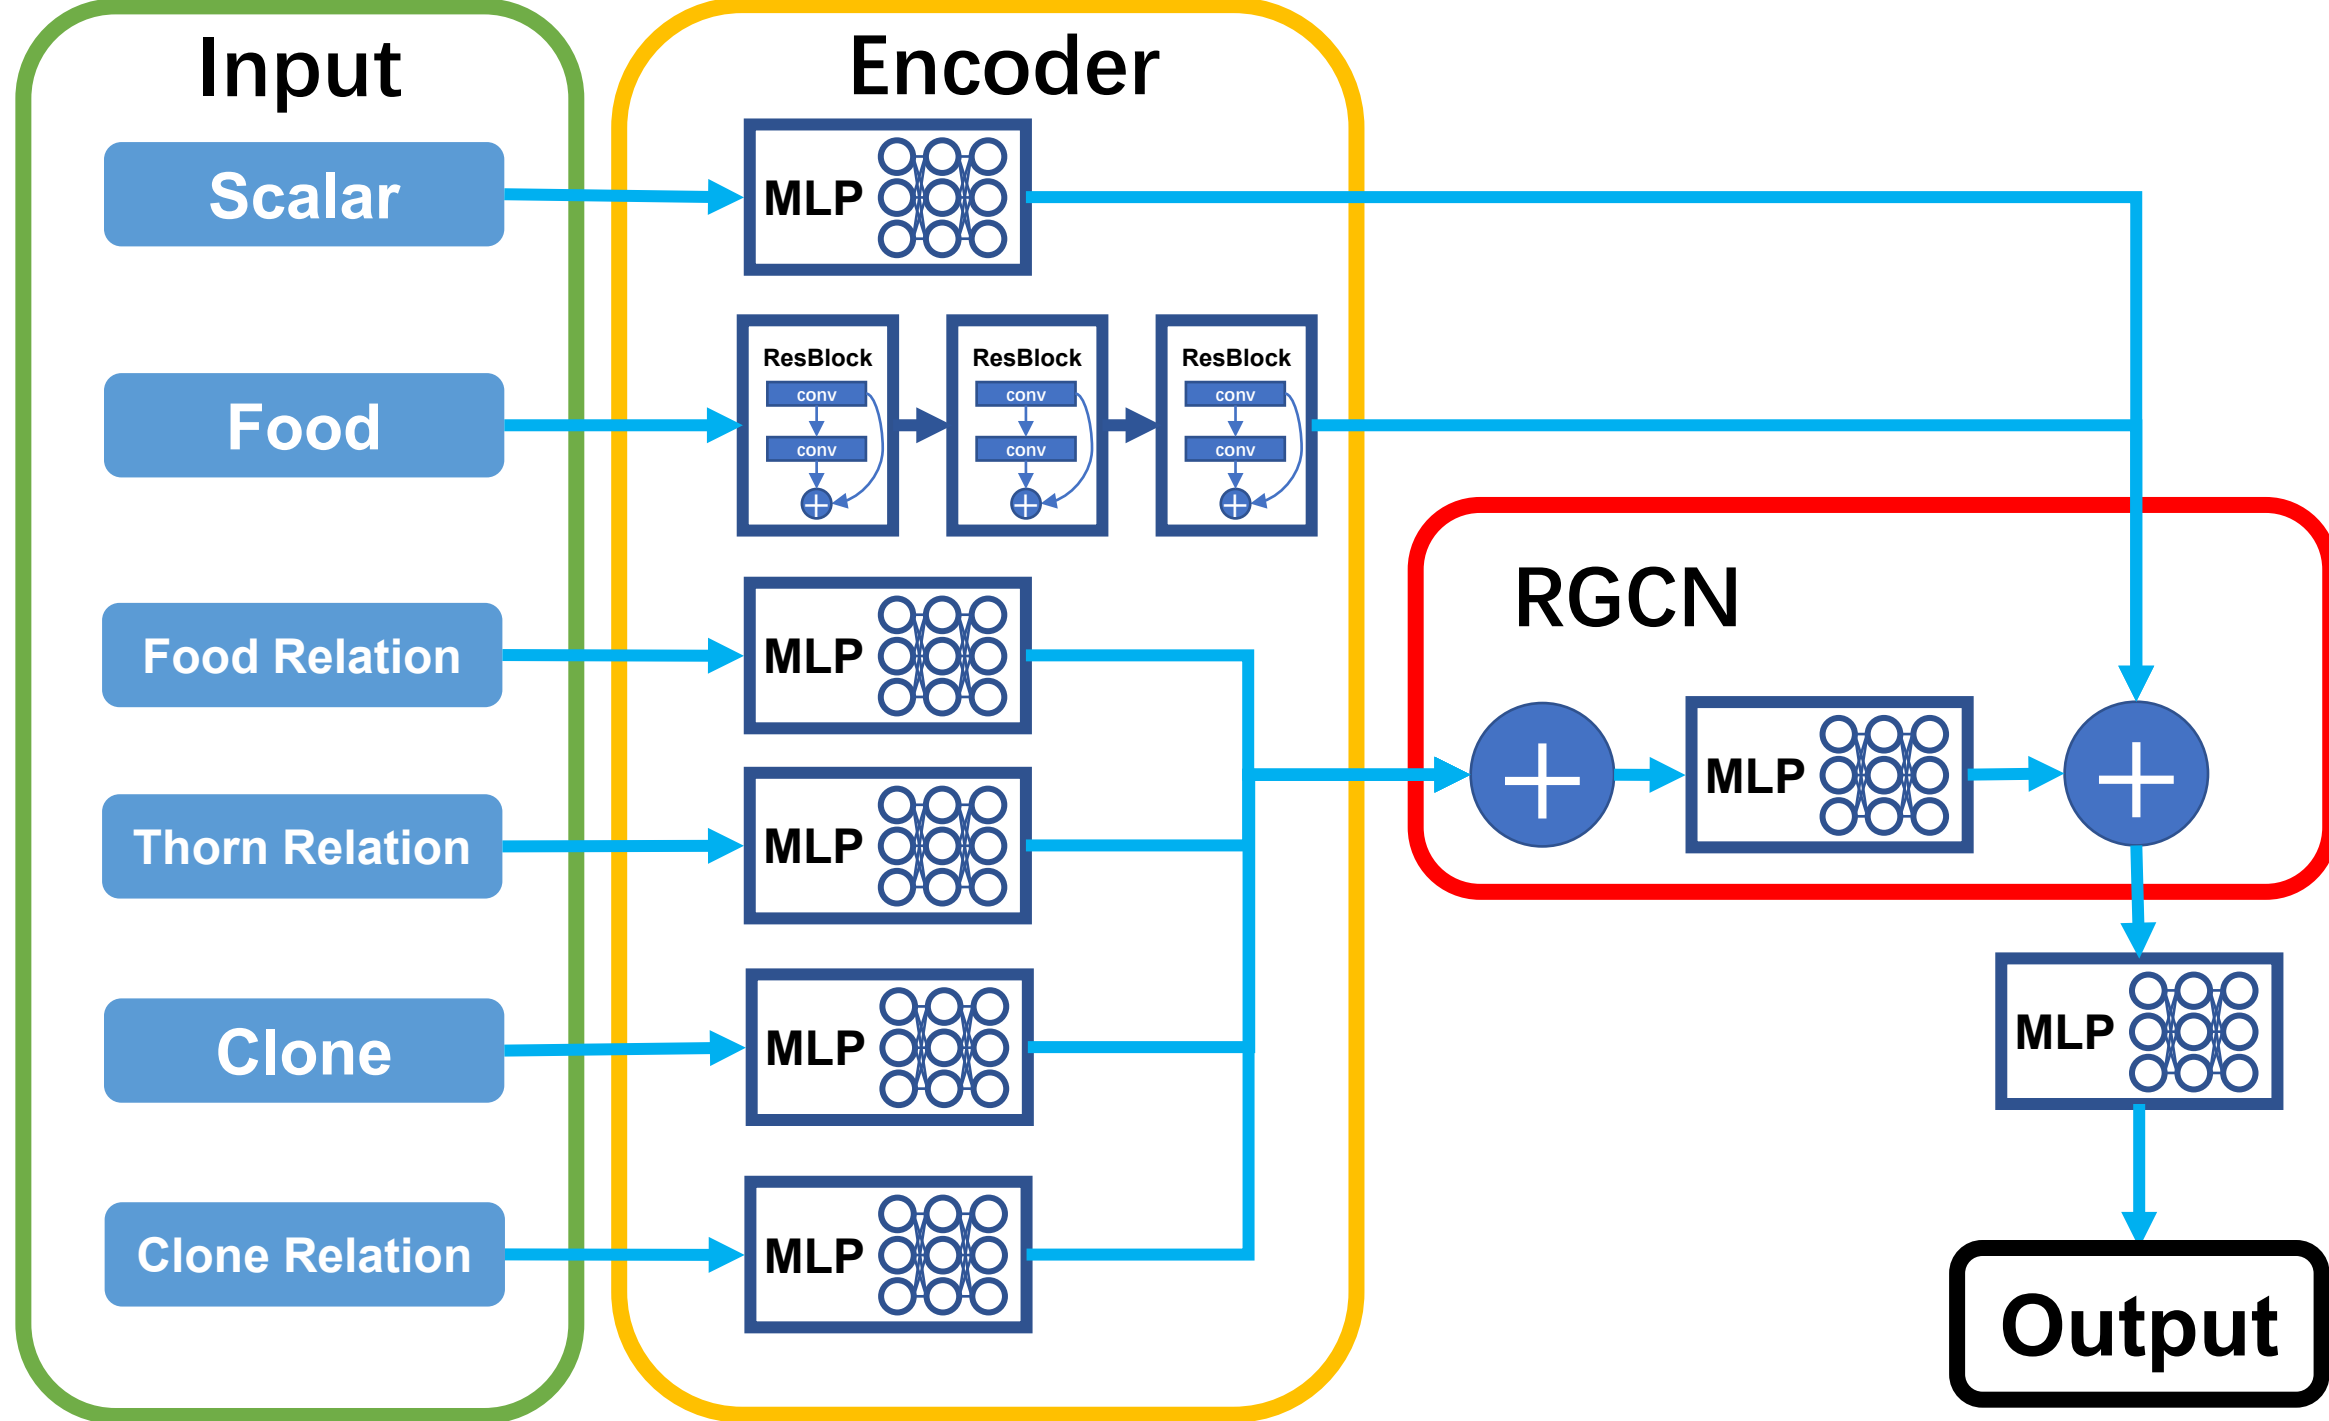 Input
Encoder
Scalar
MLP
Food
ResBlock
conv
conv
ResBlock
conv
conv
ResBlock
conv
conv
Food Relation
MLP
Thorn Relation
MLP
Clone
MLP
Clone Relation
MLP
RGCN
MLP
MLP
Output